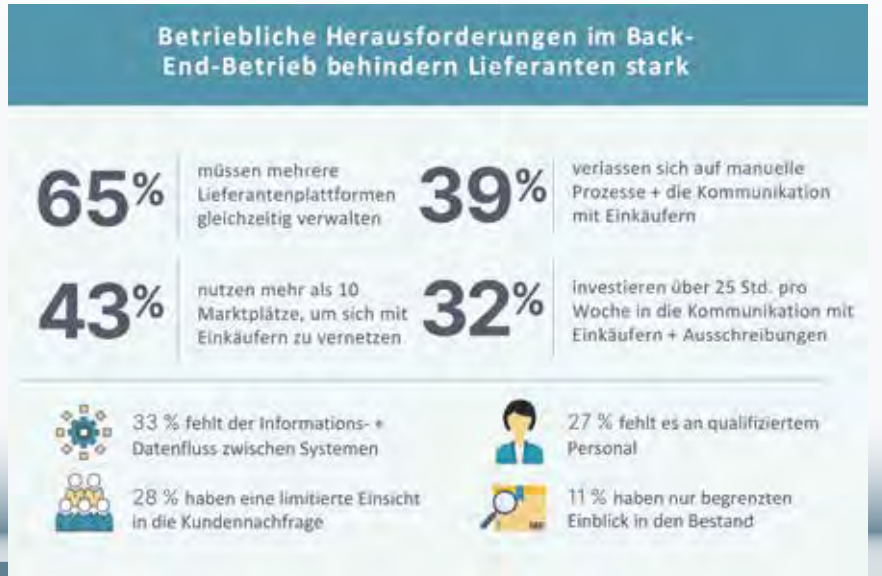 Betriebliche Herausforderungen im Back-
End-Betrieb behindern Lieferanten stark
65%
müssen mehrere
Lieferantenplattformen
gleichzeitig verwalten
39%
verlassen sich auf manuelle
Prozesse + die Kommunikation
mit Einkäufern
43%
nutzen mehr als 10
Marktplätze, um sich mit
Einkäufern zu vernetzen
32%
investieren über 25 Std. pro
Woche in die Kommunikation mit
Einkäufern + Ausschreibungen
33 % fehlt der Informations- +
Datenfluss zwischen Systemen
27 % fehlt es an qualifiziertem
Personal
28 % haben eine limitierte Einsicht
in die Kundennachfrage
11 % haben nur begrenzten
Einblick in den Bestand